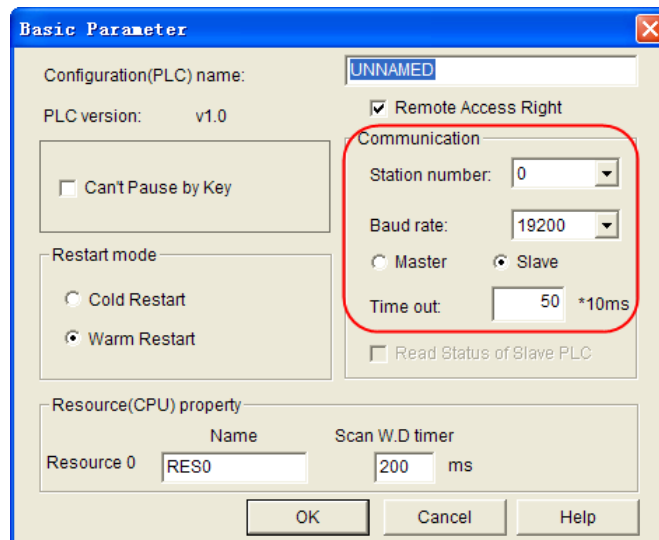 Basic Parameter
Configuration(PLC) name:
UNNAMED
PLC version: v1.0
Remote Access Right
Can't Pause by Key
Communication
Station number: 0
Baud rate: 19200
Master Slave
Time out: 50 *10ms
Read Status of Slave PLC
Restart mode
Cold Restart
Warm Restart
Resource(CPU) property
Name Scan W.D timer
Resource 0 RES0 200 ms
OK Cancel Help